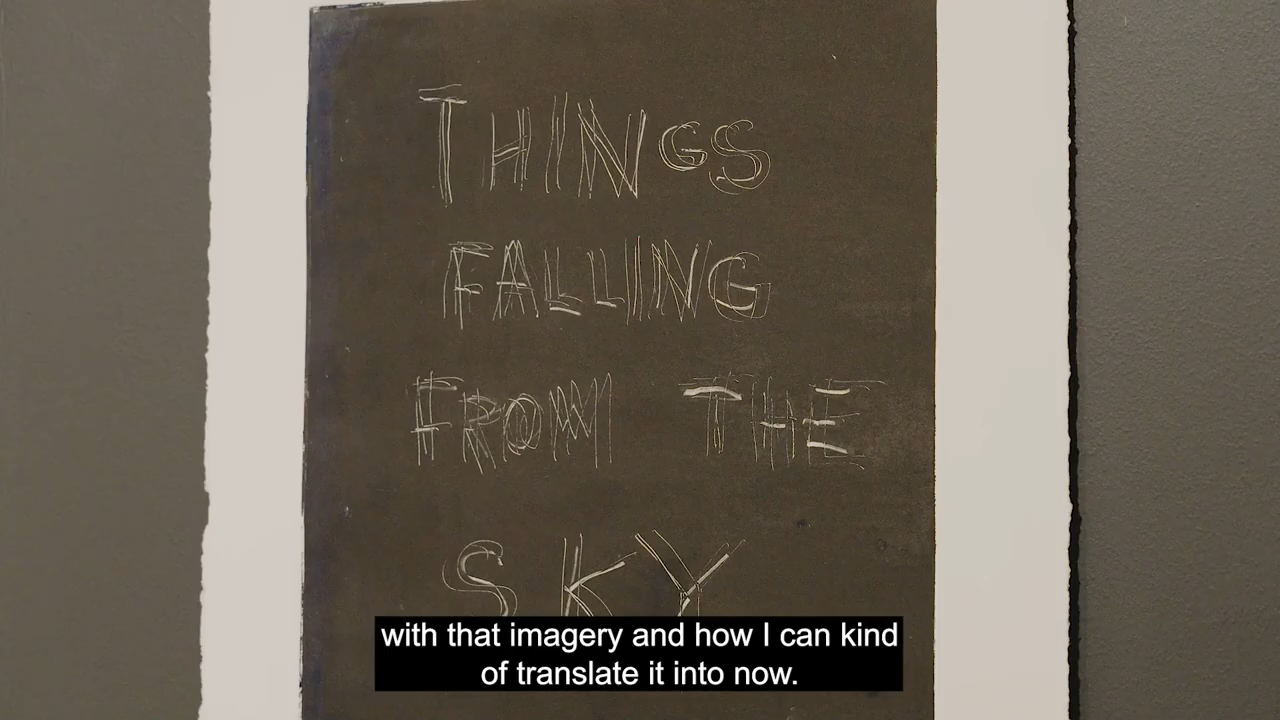 THINGS
FALLING
FROM THE
SKY
with that imagery and how I can kind
of translate it into now.